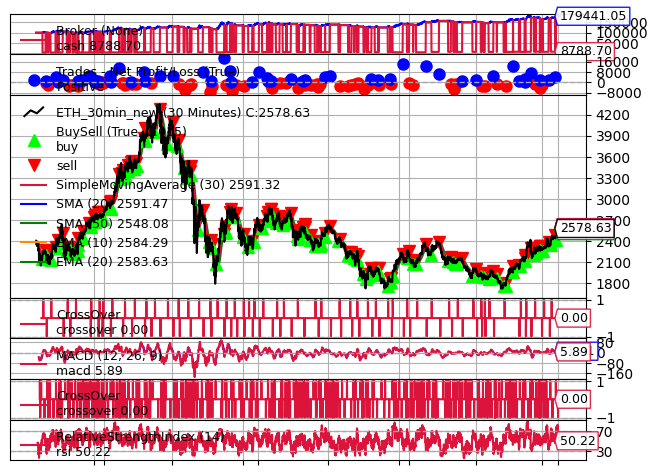 Broker (None)
cash 8788.70
179441.05
100000
8788.70
Trades - Net Profit/Loss (True)
Positive
16000
8000
0
−8000
ETH_30min_new (30 Minutes) C:2578.63
BuySell (True, 0.015)
buy
sell
SimpleMovingAverage (30) 2591.32
SMA (20) 2591.47
SMA (50) 2548.08
EMA (10) 2584.29
EMA (20) 2583.63
4200
3900
3600
3300
3000
2578.63
2400
2100
1800
CrossOver
crossover 0.00
1
0.00
−1
MACD (12, 26, 9)
macd 5.89
80
5.89
−80
−160
CrossOver
crossover 0.00
1
0.00
−1
RelativeStrengthIndex (14)
rsi 50.22
70
50.22
30